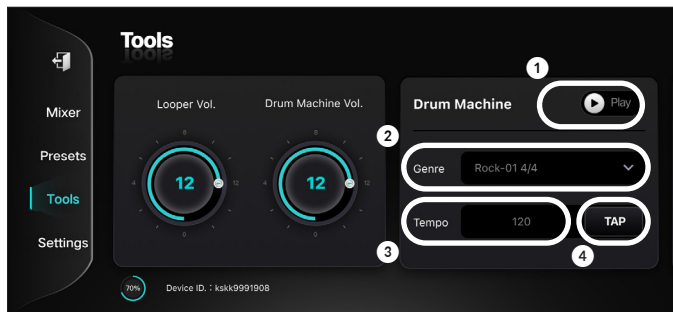 Tools
1
Mixer
Presets
Tools
Settings
Looper Vol.
8
4
12
12
0
Drum Machine Vol.
8
4
12
12
0
Drum Machine
Play
2
Genre
Rock-01 4/4
Tempo
120
TAP
3
4
70%
Device ID. : kskk9991908